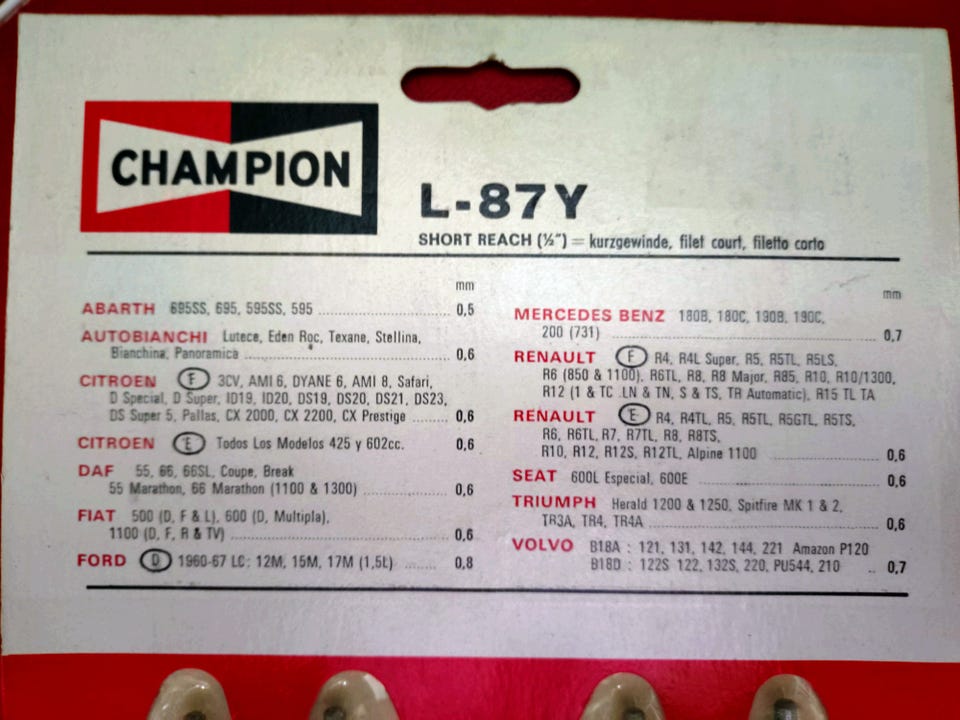 CHAMPION
L-87Y
SHORT REACH (½") = kurzgewinde, filet court, filetto corto
mm
ABARTH 695SS, 695, 595SS, 595 0,5
AUTOBIANCHI Lutece, Eden Roc, Texane, Stellina,
Bianchina, Panoramica 0,6
CITROEN F 3CV, AMI 6, DYANE 6, AMI 8, Safari,
D Special, D Super, ID19, ID20, DS19, DS20, DS21, DS23,
DS Super 5, Pallas, CX 2000, CX 2200, CX Prestige 0,6
CITROEN E Todos Los Modelos 425 y 602cc. 0,6
DAF 55, 66, 66SL, Coupe, Break
55 Marathon, 66 Marathon (1100 & 1300) 0,6
FIAT 500 (D, F & L), 600 (D, Multipla),
1100 (D, F, R & TV) 0,6
FORD D 1960-67 LC: 12M, 15M, 17M (1,5L) 0,8
mm
MERCEDES BENZ 180B, 180C, 190B, 190C,
200 (731) 0,7
RENAULT F R4, R4L Super, R5, R5TL, R5LS,
R6 (850 & 1100), R6TL, R8, R8 Major, R85, R10, R10/1300,
R12 (1 & TC LN & TN, S & TS, TR Automatic), R15 TL TA
RENAULT E R4, R4TL, R5, R5TL, R5GTL, R5TS,
R6, R6TL, R7, R7TL, R8, R8TS,
R10, R12, R12S, R12TL, Alpine 1100 0,6
SEAT 600L Especial, 600E 0,6
TRIUMPH Herald 1200 & 1250, Spitfire MK 1 & 2,
TR3A, TR4, TR4A 0,6
VOLVO B18A : 121, 131, 142, 144, 221 Amazon P120
B18D : 122S 122, 132S, 220, PU544, 210 0,7